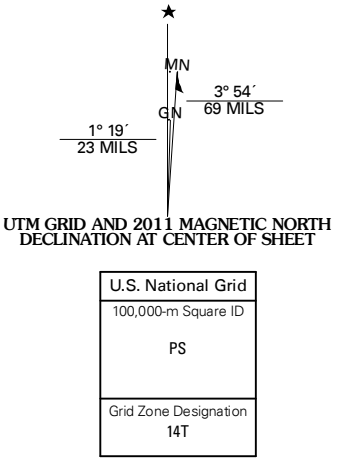 ★
MN
3° 54´
69 MILS
GN
1° 19´
23 MILS
UTM GRID AND 2011 MAGNETIC NORTH
DECLINATION AT CENTER OF SHEET
U.S. National Grid
100,000-m Square ID
PS
Grid Zone Designation
14T